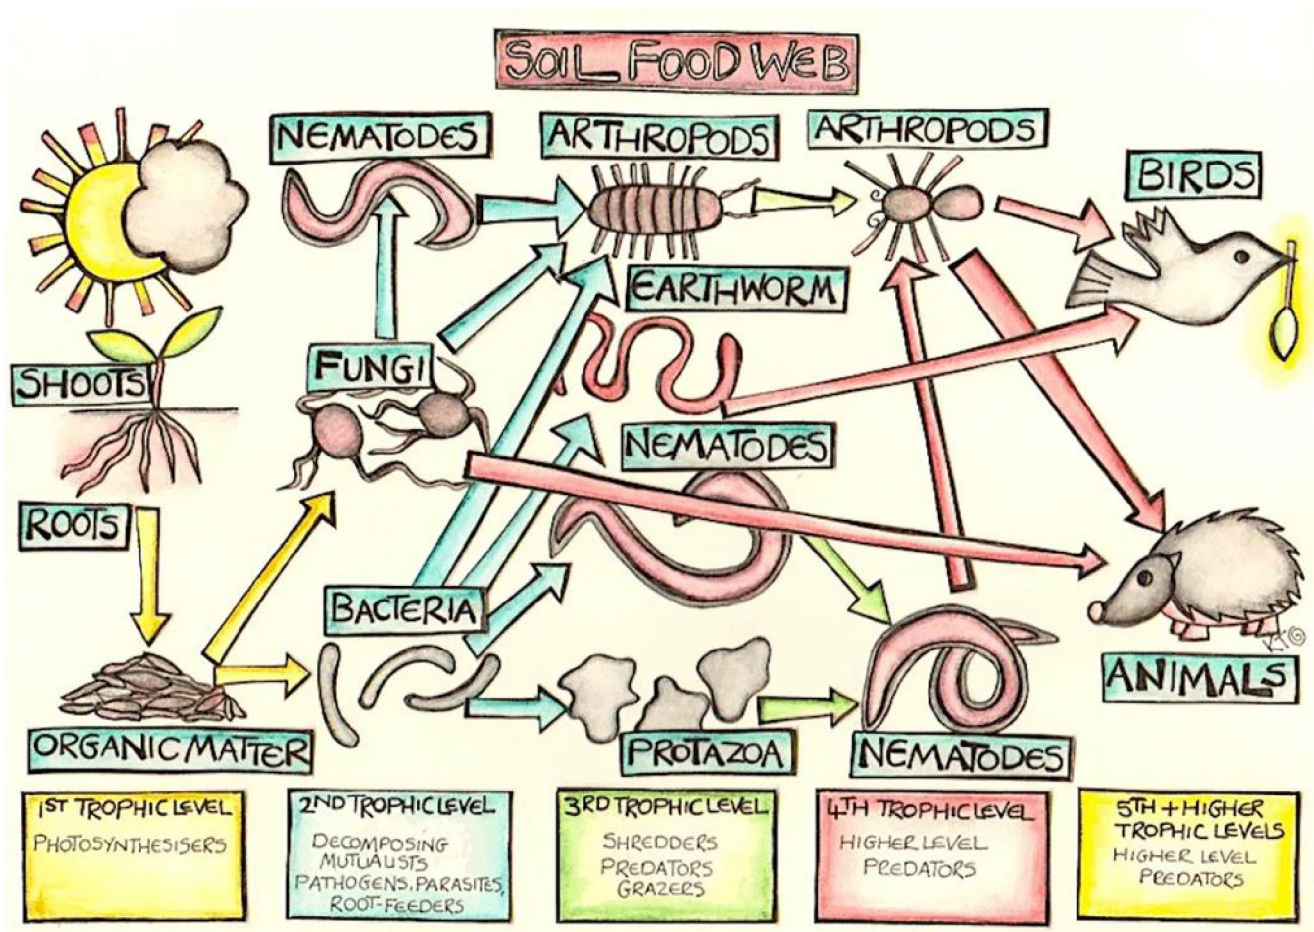 SOIL FOOD WEB
NEMATODES
ARTHROPODS
ARTHROPODS
BIRDS
EARTHWORM
FUNGI
SHOOTS
NEMATODES
ROOTS
BACTERIA
ANIMALS
ORGANIC MATTER
PROTAZOA
NEMATODES
1ST TROPHIC LEVEL
PHOTOSYNTHESISERS
2ND TROPHIC LEVEL
DECOMPOSING
MUTUALISTS
PATHOGENS, PARASITES,
ROOT-FEEDERS
3RD TROPHIC LEVEL
SHREDDERS
PREDATORS
GRAZERS
4TH TROPHIC LEVEL
HIGHER LEVEL
PREDATORS
5TH + HIGHER
TROPHIC LEVELS
HIGHER LEVEL
PREDATORS